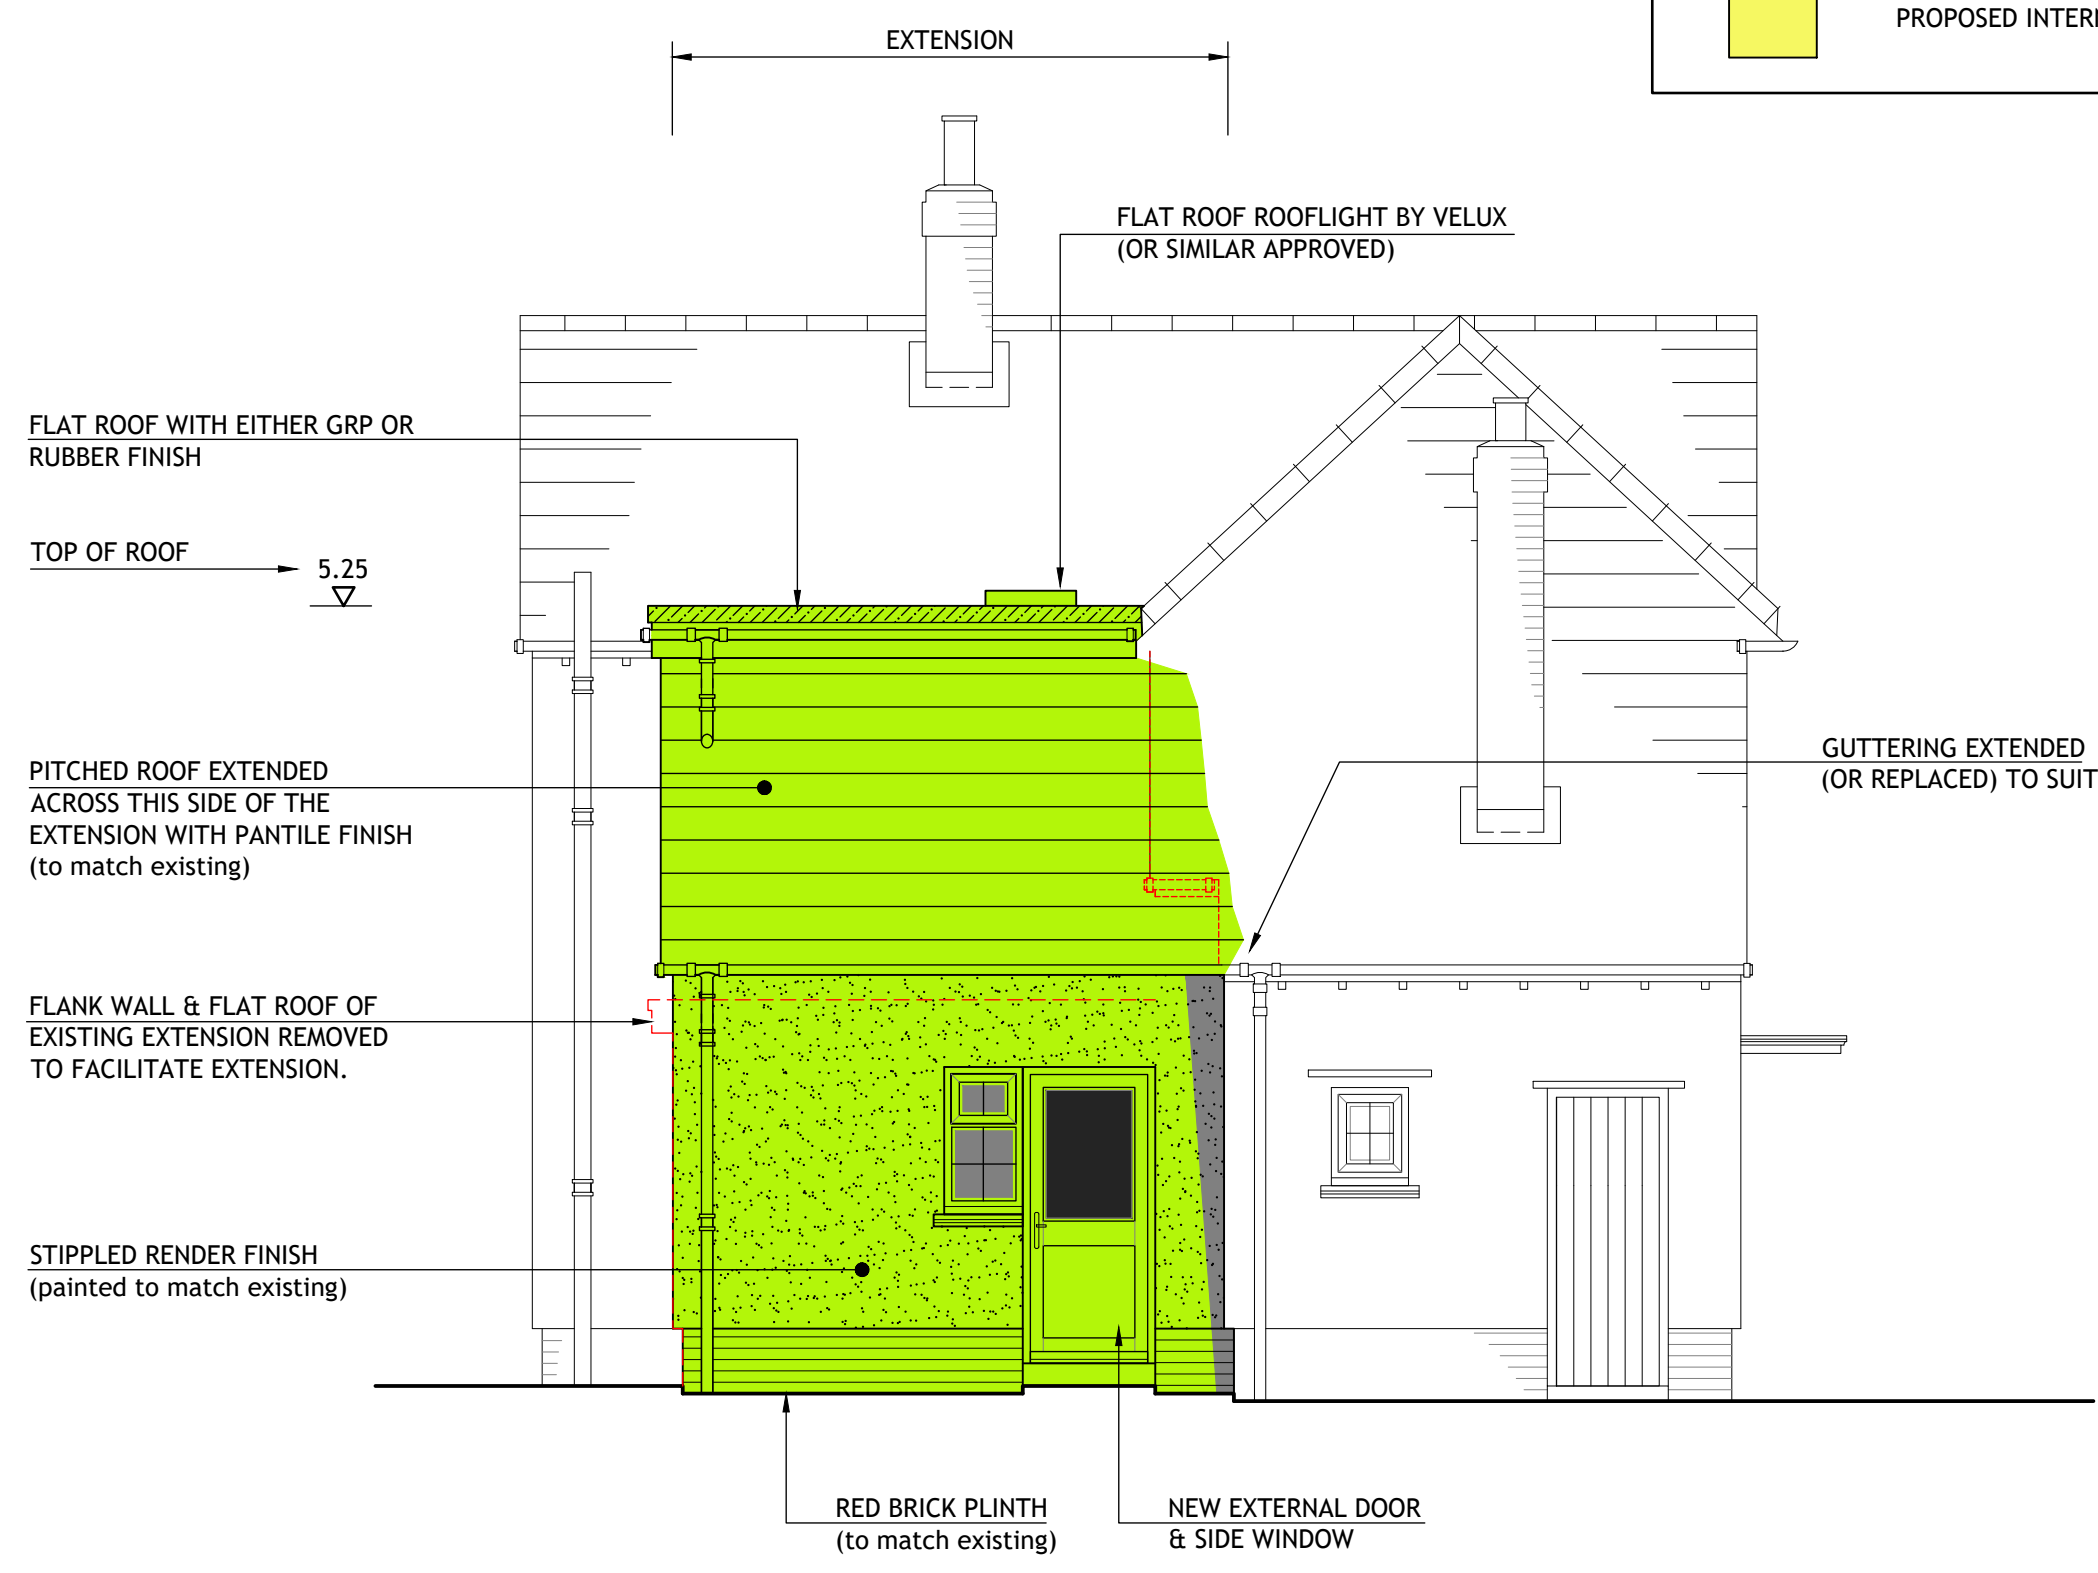 PROPOSED INTERN
EXTENSION
FLAT ROOF ROOFLIGHT BY VELUX
(OR SIMILAR APPROVED)
FLAT ROOF WITH EITHER GRP OR
RUBBER FINISH
TOP OF ROOF
5.25
GUTTERING EXTENDED
(OR REPLACED) TO SUIT
PITCHED ROOF EXTENDED
ACROSS THIS SIDE OF THE
EXTENSION WITH PANTILE FINISH
(to match existing)
FLANK WALL & FLAT ROOF OF
EXISTING EXTENSION REMOVED
TO FACILITATE EXTENSION.
STIPPLED RENDER FINISH
(painted to match existing)
RED BRICK PLINTH
(to match existing)
NEW EXTERNAL DOOR
& SIDE WINDOW